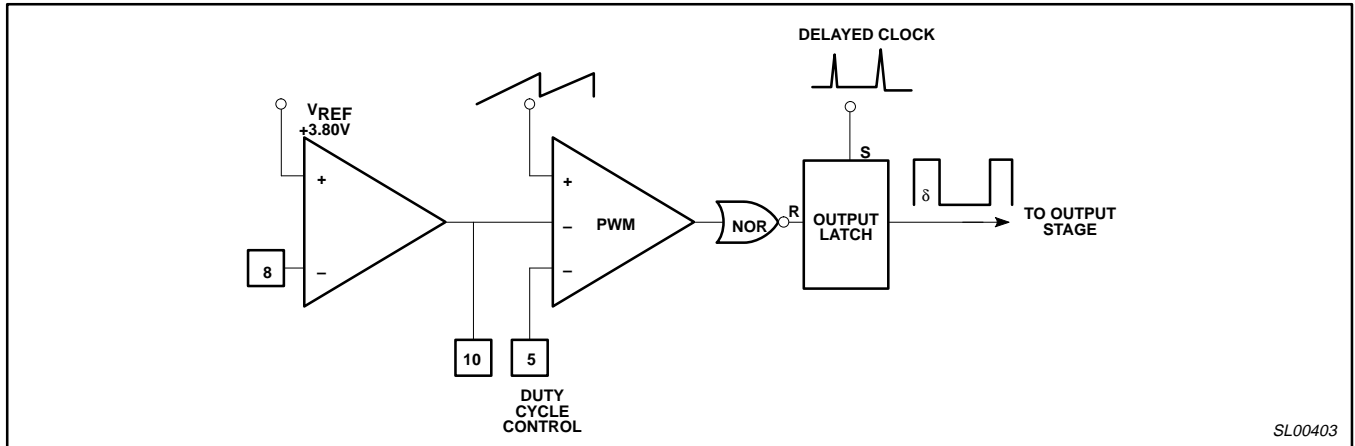 DELAYED CLOCK
VREF
+3.80V
+
–
8
10
+
–
–
PWM
5
DUTY
CYCLE
CONTROL
NOR
R
S
OUTPUT
LATCH
δ
TO OUTPUT
STAGE
SL00403